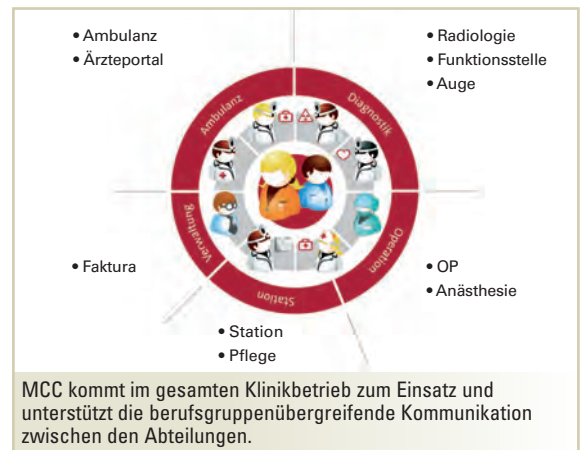 • Ambulanz
• Ärzteportal
• Radiologie
• Funktionsstelle
• Auge
Ambulanz
Diagnostik
Verwaltung
Operation
Station
• Faktura
• OP
• Anästhesie
• Station
• Pflege
MCC kommt im gesamten Klinikbetrieb zum Einsatz und
unterstützt die berufsgruppenübergreifende Kommunikation
zwischen den Abteilungen.